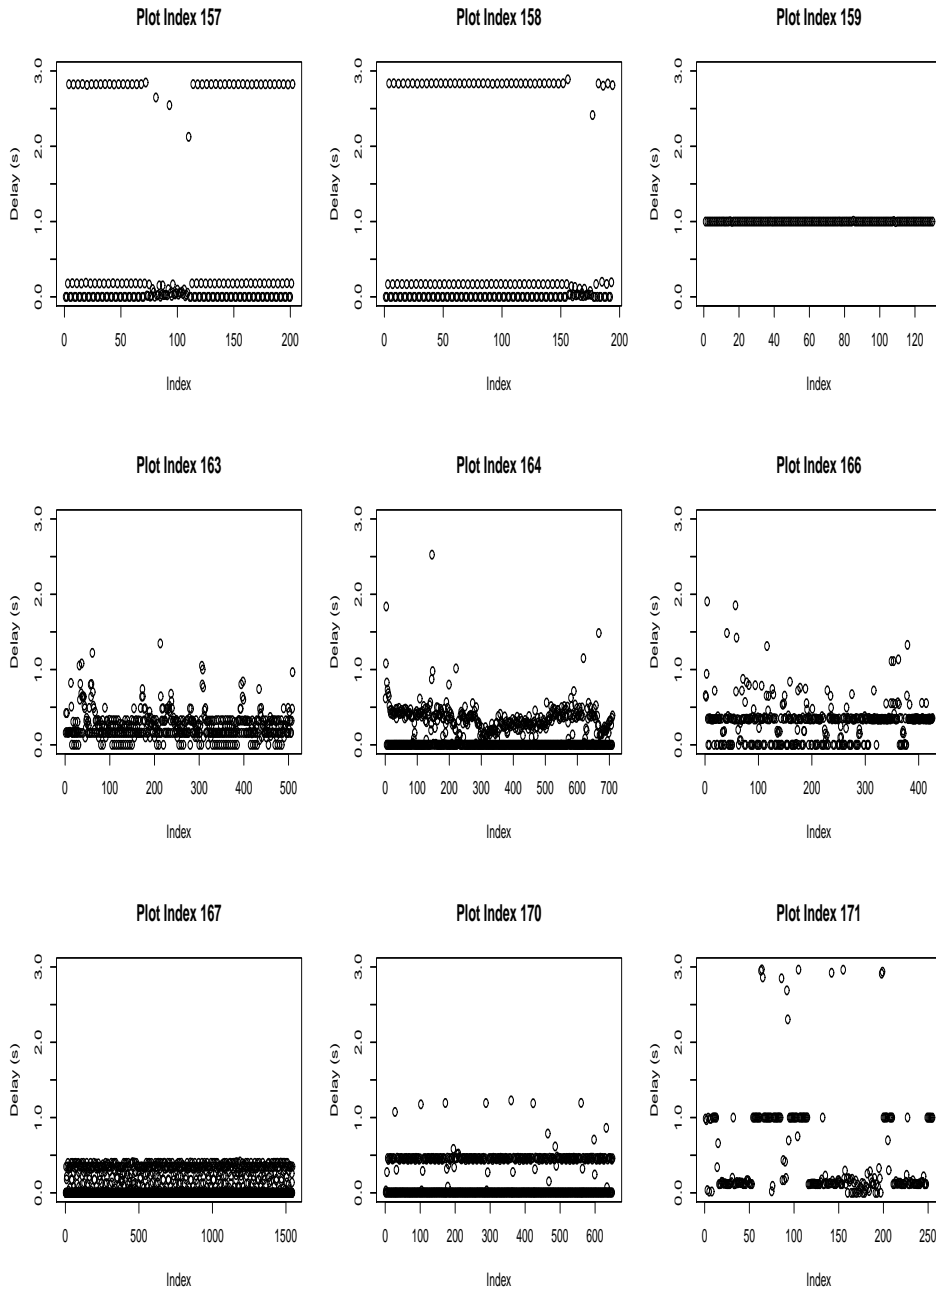 Plot Index 157
Plot Index 158
Plot Index 159
Delay (s)
0.0 1.0 2.0 3.0
0 50 100 150 200
Index
Delay (s)
0.0 1.0 2.0 3.0
0 50 100 150 200
Index
Delay (s)
0.0 1.0 2.0 3.0
0 20 40 60 80 100 120
Index
Plot Index 163
Plot Index 164
Plot Index 166
Delay (s)
0.0 1.0 2.0 3.0
0 100 200 300 400 500
Index
Delay (s)
0.0 1.0 2.0 3.0
0 100 200 300 400 500 600 700
Index
Delay (s)
0.0 1.0 2.0 3.0
0 100 200 300 400
Index
Plot Index 167
Plot Index 170
Plot Index 171
Delay (s)
0.0 1.0 2.0 3.0
0 500 1000 1500
Index
Delay (s)
0.0 1.0 2.0 3.0
0 100 200 300 400 500 600
Index
Delay (s)
0.0 1.0 2.0 3.0
0 50 100 150 200 250
Index